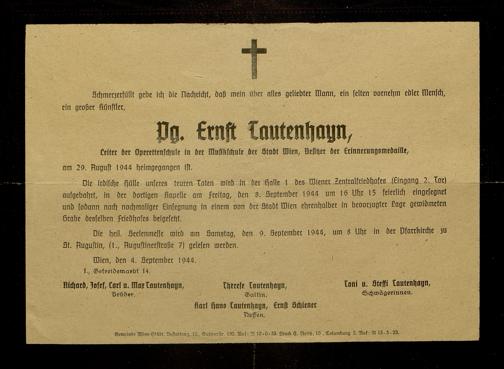 Schmerzerfüllt gebe ich die Nachricht, daß mein über alles geliebter Mann, ein selten vornehm edler Mensch,
ein großer Künstler,
Pg. Ernst Tautenhayn,
Leiter der Operettenschule in der Musikschule der Stadt Wien, Besitzer der Erinnerungsmedaille,
am 29. August 1944 heimgegangen ist.
Die irdische Hülle unseres teuren Toten wird in der Halle 1 des Wiener Zentralfriedhofes (Eingang 2. Tor)
aufgebahrt, in der dortigen Kapelle am Freitag, den 8. September 1944 um 16 Uhr 15 feierlich eingesegnet
und sodann nach nochmaliger Einsegnung in einem von der Stadt Wien ehrenhalber in bevorzugter Lage gewidmeten
Grabe desselben Friedhofes beigesetzt.
Die heil. Seelenmesse wird am Samstag, den 9. September 1944, um 8 Uhr in der Pfarrkirche zu
St. Augustin, (1., Augustinerstraße 7) gelesen werden.
Wien, den 4. September 1944.
1., Getreidemarkt 14.
Richard, Josef, Carl u. Max Tautenhayn,
Brüder.
Therese Tautenhayn,
Gattin.
Toni u. Steffi Tautenhayn,
Schwägerinnen.
Karl Hans Tautenhayn, Ernst Schiener
Neffen.
Gemeinde Wien-Städt. Bestattung,